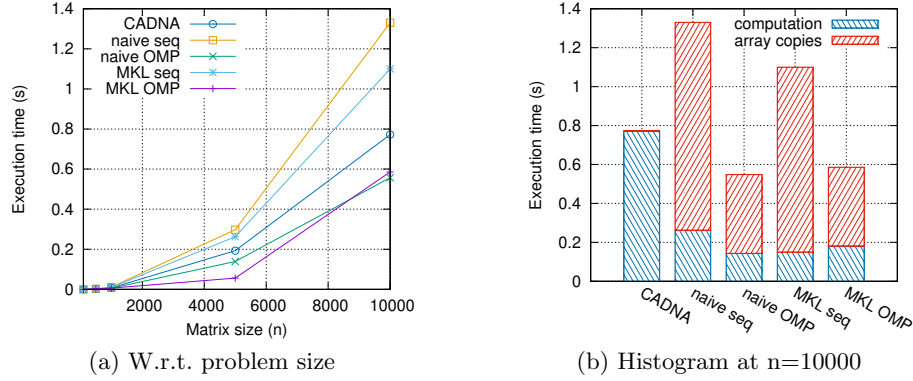 1.4
1.2
1
0.8
0.6
0.4
0.2
0
Execution time (s)
CADNA
naive seq
naive OMP
MKL seq
MKL OMP
2000 4000 6000 8000 10000
Matrix size (n)
(a) W.r.t. problem size
1.4
1.2
1
0.8
0.6
0.4
0.2
0
Execution time (s)
computation
array copies
CADNA
naive seq
naive OMP
MKL seq
MKL OMP
(b) Histogram at n=10000